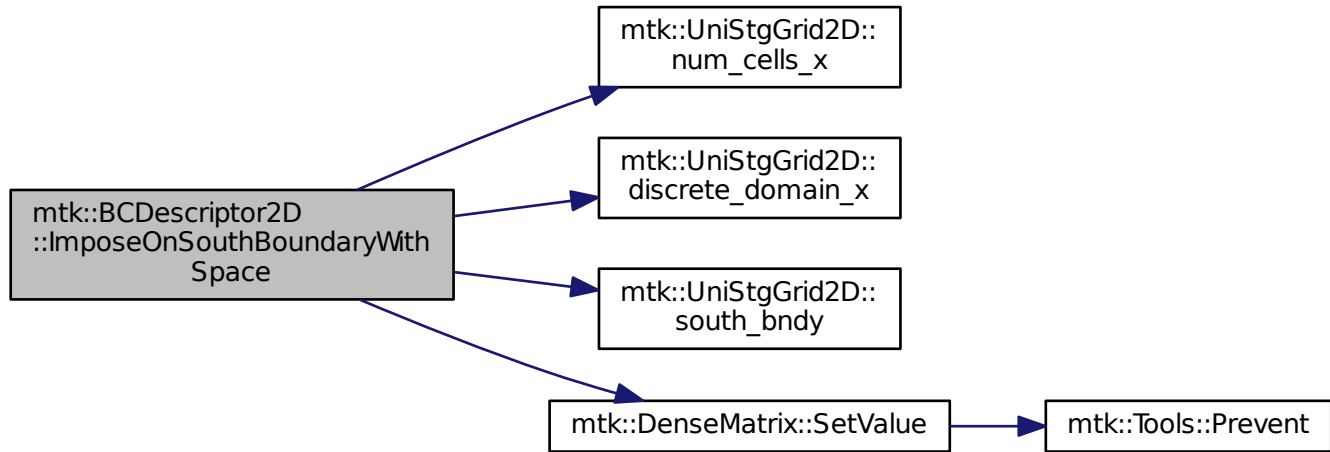 mtk::UniStgGrid2D::
num_cells_x
mtk::UniStgGrid2D::
discrete_domain_x
mtk::BCDescriptor2D
::ImposeOnSouthBoundaryWith
Space
mtk::UniStgGrid2D::
south_bndy
mtk::DenseMatrix::SetValue
mtk::Tools::Prevent